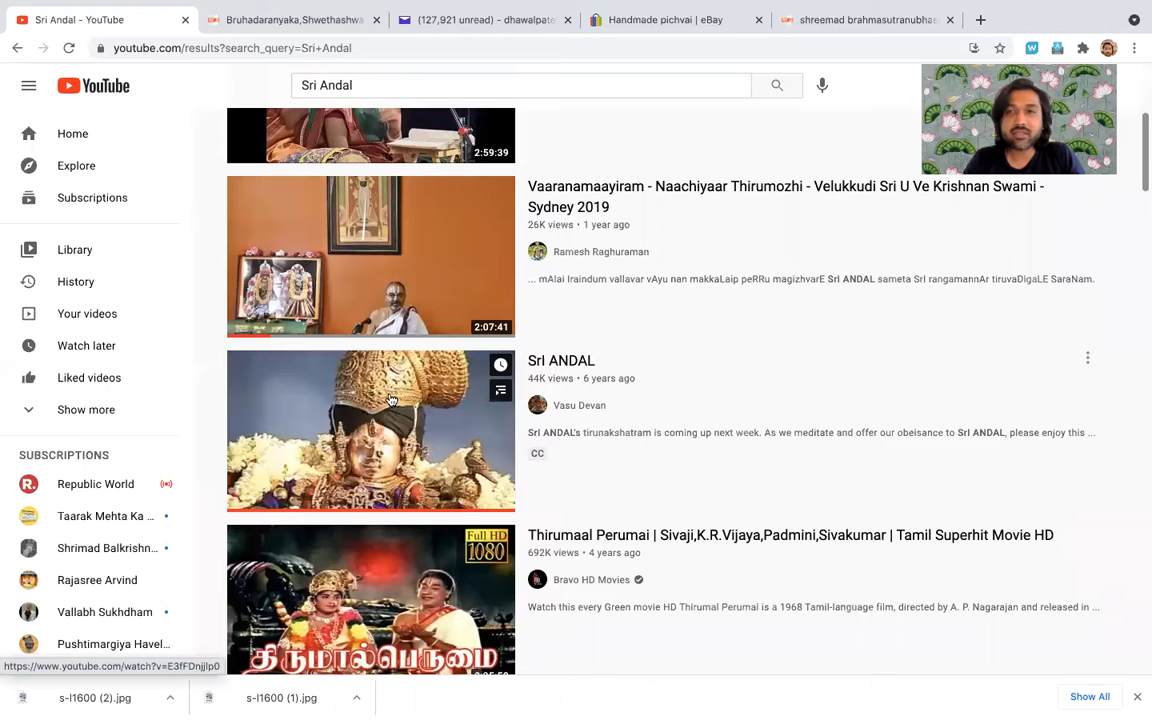 Sri Andal - YouTube
Bruhadaranyaka,Shwethashwa
(127,921 unread) - dhawalpate
Handmade pichvai | eBay
shreemad brahmasutranubhas
youtube.com/results?search_query=Sri+Andal
YouTube
Sri Andal
Home
Explore
Subscriptions
Library
History
Your videos
Watch later
Liked videos
Show more
SUBSCRIPTIONS
R.
Republic World
Taarak Mehta Ka ...
Shrimad Balkrishn...
Rajasree Arvind
Vallabh Sukhdham
Pushtimargiya Havel...
2:59:39
Vaaranamaayiram - Naachiyaar Thirumozhi - Velukkudi Sri U Ve Krishnan Swami -
Sydney 2019
26K views • 1 year ago
Ramesh Raghuraman
... mAlai Iraindum vallavar vAyu nan makkaLaip peRRu magizhvarE Sri ANDAL sameta SrI rangamannAr tiruvaDigaLE SaraNam.
2:07:41
SrI ANDAL
44K views • 6 years ago
Vasu Devan
SrI ANDAL's tirunakshatram is coming up next week. As we meditate and offer our obeisance to SrI ANDAL, please enjoy this ...
CC
Full HD
1080
Thirumaal Perumai | Sivaji,K.R.Vijaya,Padmini,Sivakumar | Tamil Superhit Movie HD
692K views • 4 years ago
Bravo HD Movies
Watch this every Green movie HD Thirumal Perumai is a 1968 Tamil-language film, directed by A. P. Nagarajan and released in ...
திருமால்பெருமை
https://www.youtube.com/watch?v=E3fFDnjjlp0
s-l1600 (2).jpg
s-l1600 (1).jpg
Show All